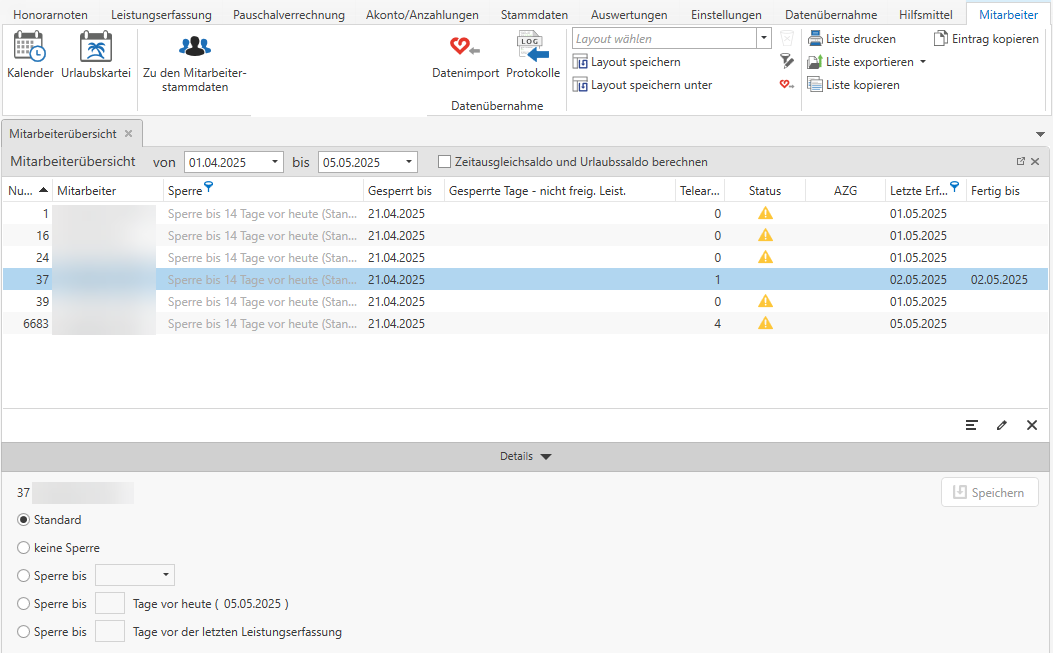 Honorarnoten Leistungserfassung Pauschalverrechnung Akonto/Anzahlungen Stammdaten Auswertungen Einstellungen Datenübernahme Hilfsmittel Mitarbeiter
Kalender Urlaubskartei Zu den Mitarbeiter-
stammdaten
LOG
Datenimport Protokolle
Datenübernahme
Layout wählen
Layout speichern
Layout speichern unter
Liste drucken Eintrag kopieren
Liste exportieren
Liste kopieren
Mitarbeiterübersicht
Mitarbeiterübersicht von 01.04.2025 bis 05.05.2025 Zeitausgleichsaldo und Urlaubssaldo berechnen
Nu... Mitarbeiter Sperre Gesperrt bis Gesperrte Tage - nicht freig. Leist. Telear... Status AZG Letzte Erf... Fertig bis
1 Sperre bis 14 Tage vor heute (Stan... 21.04.2025 0 01.05.2025
16 Sperre bis 14 Tage vor heute (Stan... 21.04.2025 0 01.05.2025
24 Sperre bis 14 Tage vor heute (Stan... 21.04.2025 0 01.05.2025
37 Sperre bis 14 Tage vor heute (Stan... 21.04.2025 1 02.05.2025 02.05.2025
39 Sperre bis 14 Tage vor heute (Stan... 21.04.2025 0 01.05.2025
6683 Sperre bis 14 Tage vor heute (Stan... 21.04.2025 4 05.05.2025
Details
37
Speichern
Standard
keine Sperre
Sperre bis
Sperre bis Tage vor heute ( 05.05.2025 )
Sperre bis Tage vor der letzten Leistungserfassung